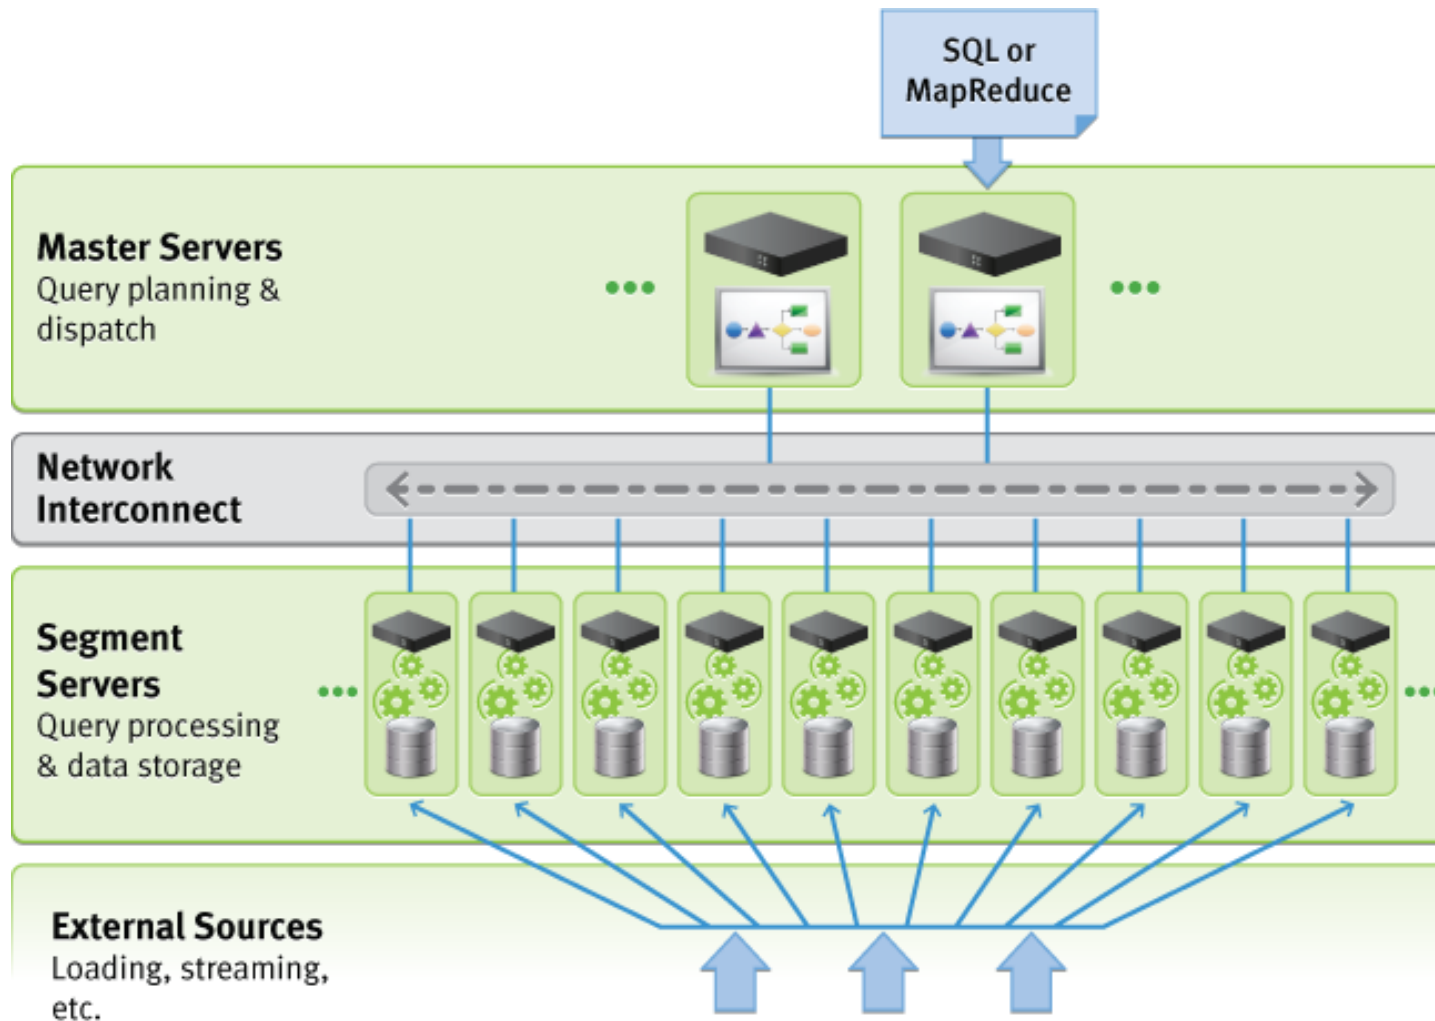 SQL or
MapReduce
Master Servers
Query planning &
dispatch
Network
Interconnect
Segment
Servers
Query processing
& data storage
External Sources
Loading, streaming,
etc.